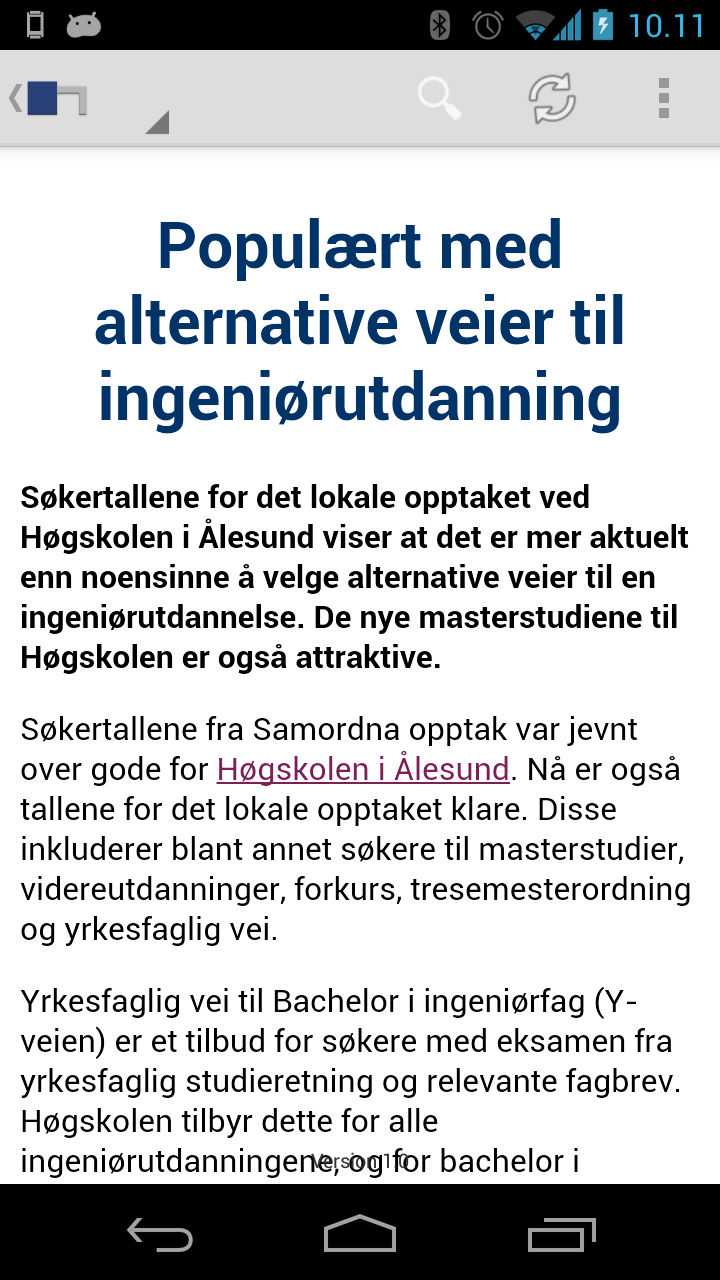 10.11
Populært med
alternative veier til
ingeniørutdanning
Søkertallene for det lokale opptaket ved
Høgskolen i Ålesund viser at det er mer aktuelt
enn noensinne å velge alternative veier til en
ingeniørutdannelse. De nye masterstudiene til
Høgskolen er også attraktive.
Søkertallene fra Samordna opptak var jevnt
over gode for Høgskolen i Ålesund. Nå er også
tallene for det lokale opptaket klare. Disse
inkluderer blant annet søkere til masterstudier,
videreutdanninger, forkurs, tresemesterordning
og yrkesfaglig vei.
Yrkesfaglig vei til Bachelor i ingeniørfag (Y-
veien) er et tilbud for søkere med eksamen fra
yrkesfaglig studieretning og relevante fagbrev.
Høgskolen tilbyr dette for alle
ingeniørutdanningene, og for bachelor i
Version 1.0